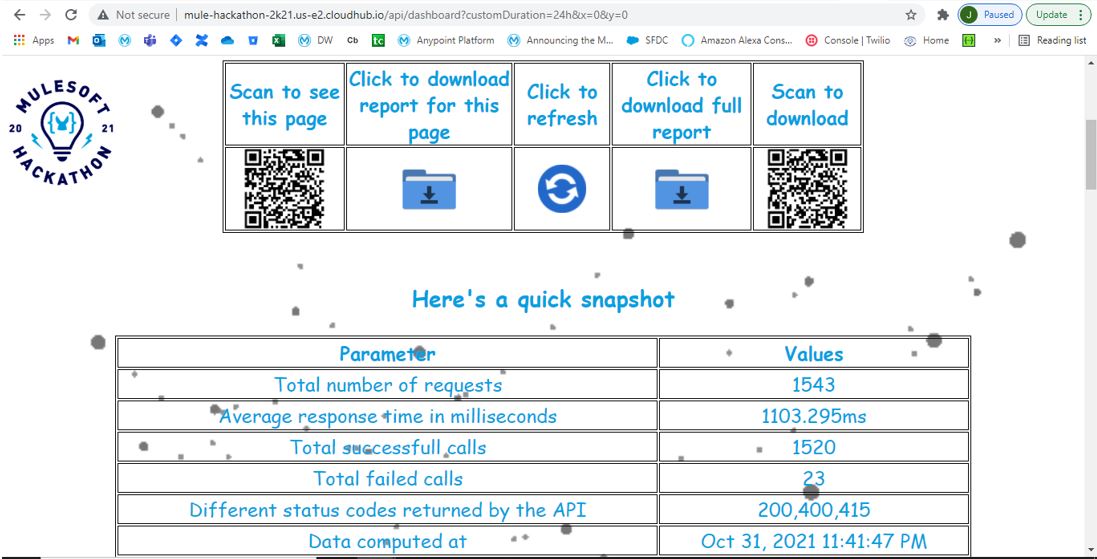 Not secure | mule-hackathon-2k21.us-e2.cloudhub.io/api/dashboard?customDuration=24h&x=0&y=0
J Paused Update
Apps DW Cb tc Anypoint Platform Announcing the M... SFDC Amazon Alexa Cons... Console | Twilio Home {-} » Reading list
MULESOFT
20 21
HACKATHON
Scan to see
this page
Click to download
report for this
page
Click to
refresh
Click to
download full
report
Scan to
download
Here's a quick snapshot
Parameter Values
Total number of requests 1543
Average response time in milliseconds 1103.295ms
Total successfull calls 1520
Total failed calls 23
Different status codes returned by the API 200,400,415
Data computed at Oct 31, 2021 11:41:47 PM